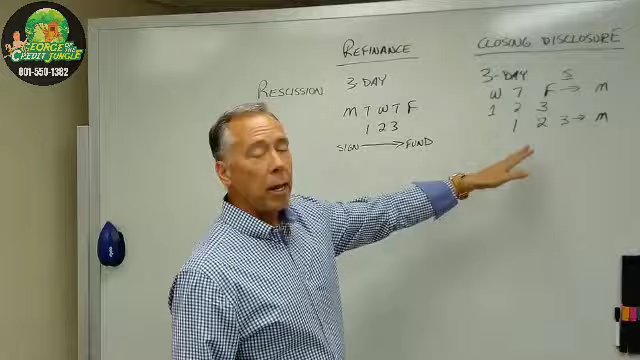 GEORGE OF THE
CREDIT JUNGLE
801-550-1362
REFINANCE
RESCISSION 3-DAY
M T W T F
1 2 3
SIGN → FUND
CLOSING DISCLOSURE
3-DAY S
W T F → M
1 2 3
1 2 3 → M